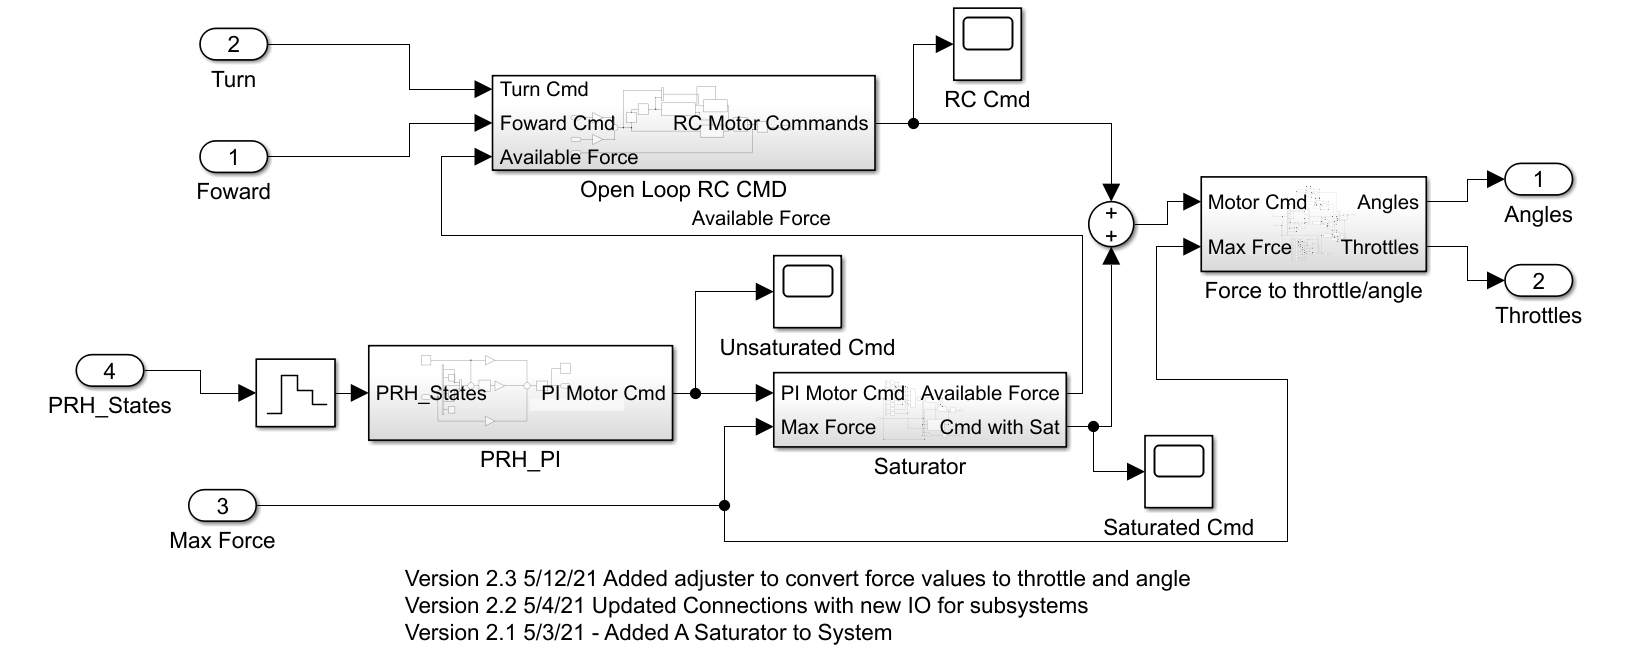 2
Turn
1
Foward
Turn Cmd
Foward Cmd
Available Force
RC Motor Commands
Open Loop RC CMD
RC Cmd
Available Force
+
+
Motor Cmd
Max Frce
Angles
Throttles
Force to throttle/angle
1
Angles
2
Throttles
Unsaturated Cmd
4
PRH_States
PRH_States
PI Motor Cmd
PRH_PI
PI Motor Cmd
Max Force
Available Force
Cmd with Sat
Saturator
Saturated Cmd
3
Max Force
Version 2.3 5/12/21 Added adjuster to convert force values to throttle and angle
Version 2.2 5/4/21 Updated Connections with new IO for subsystems
Version 2.1 5/3/21 - Added A Saturator to System